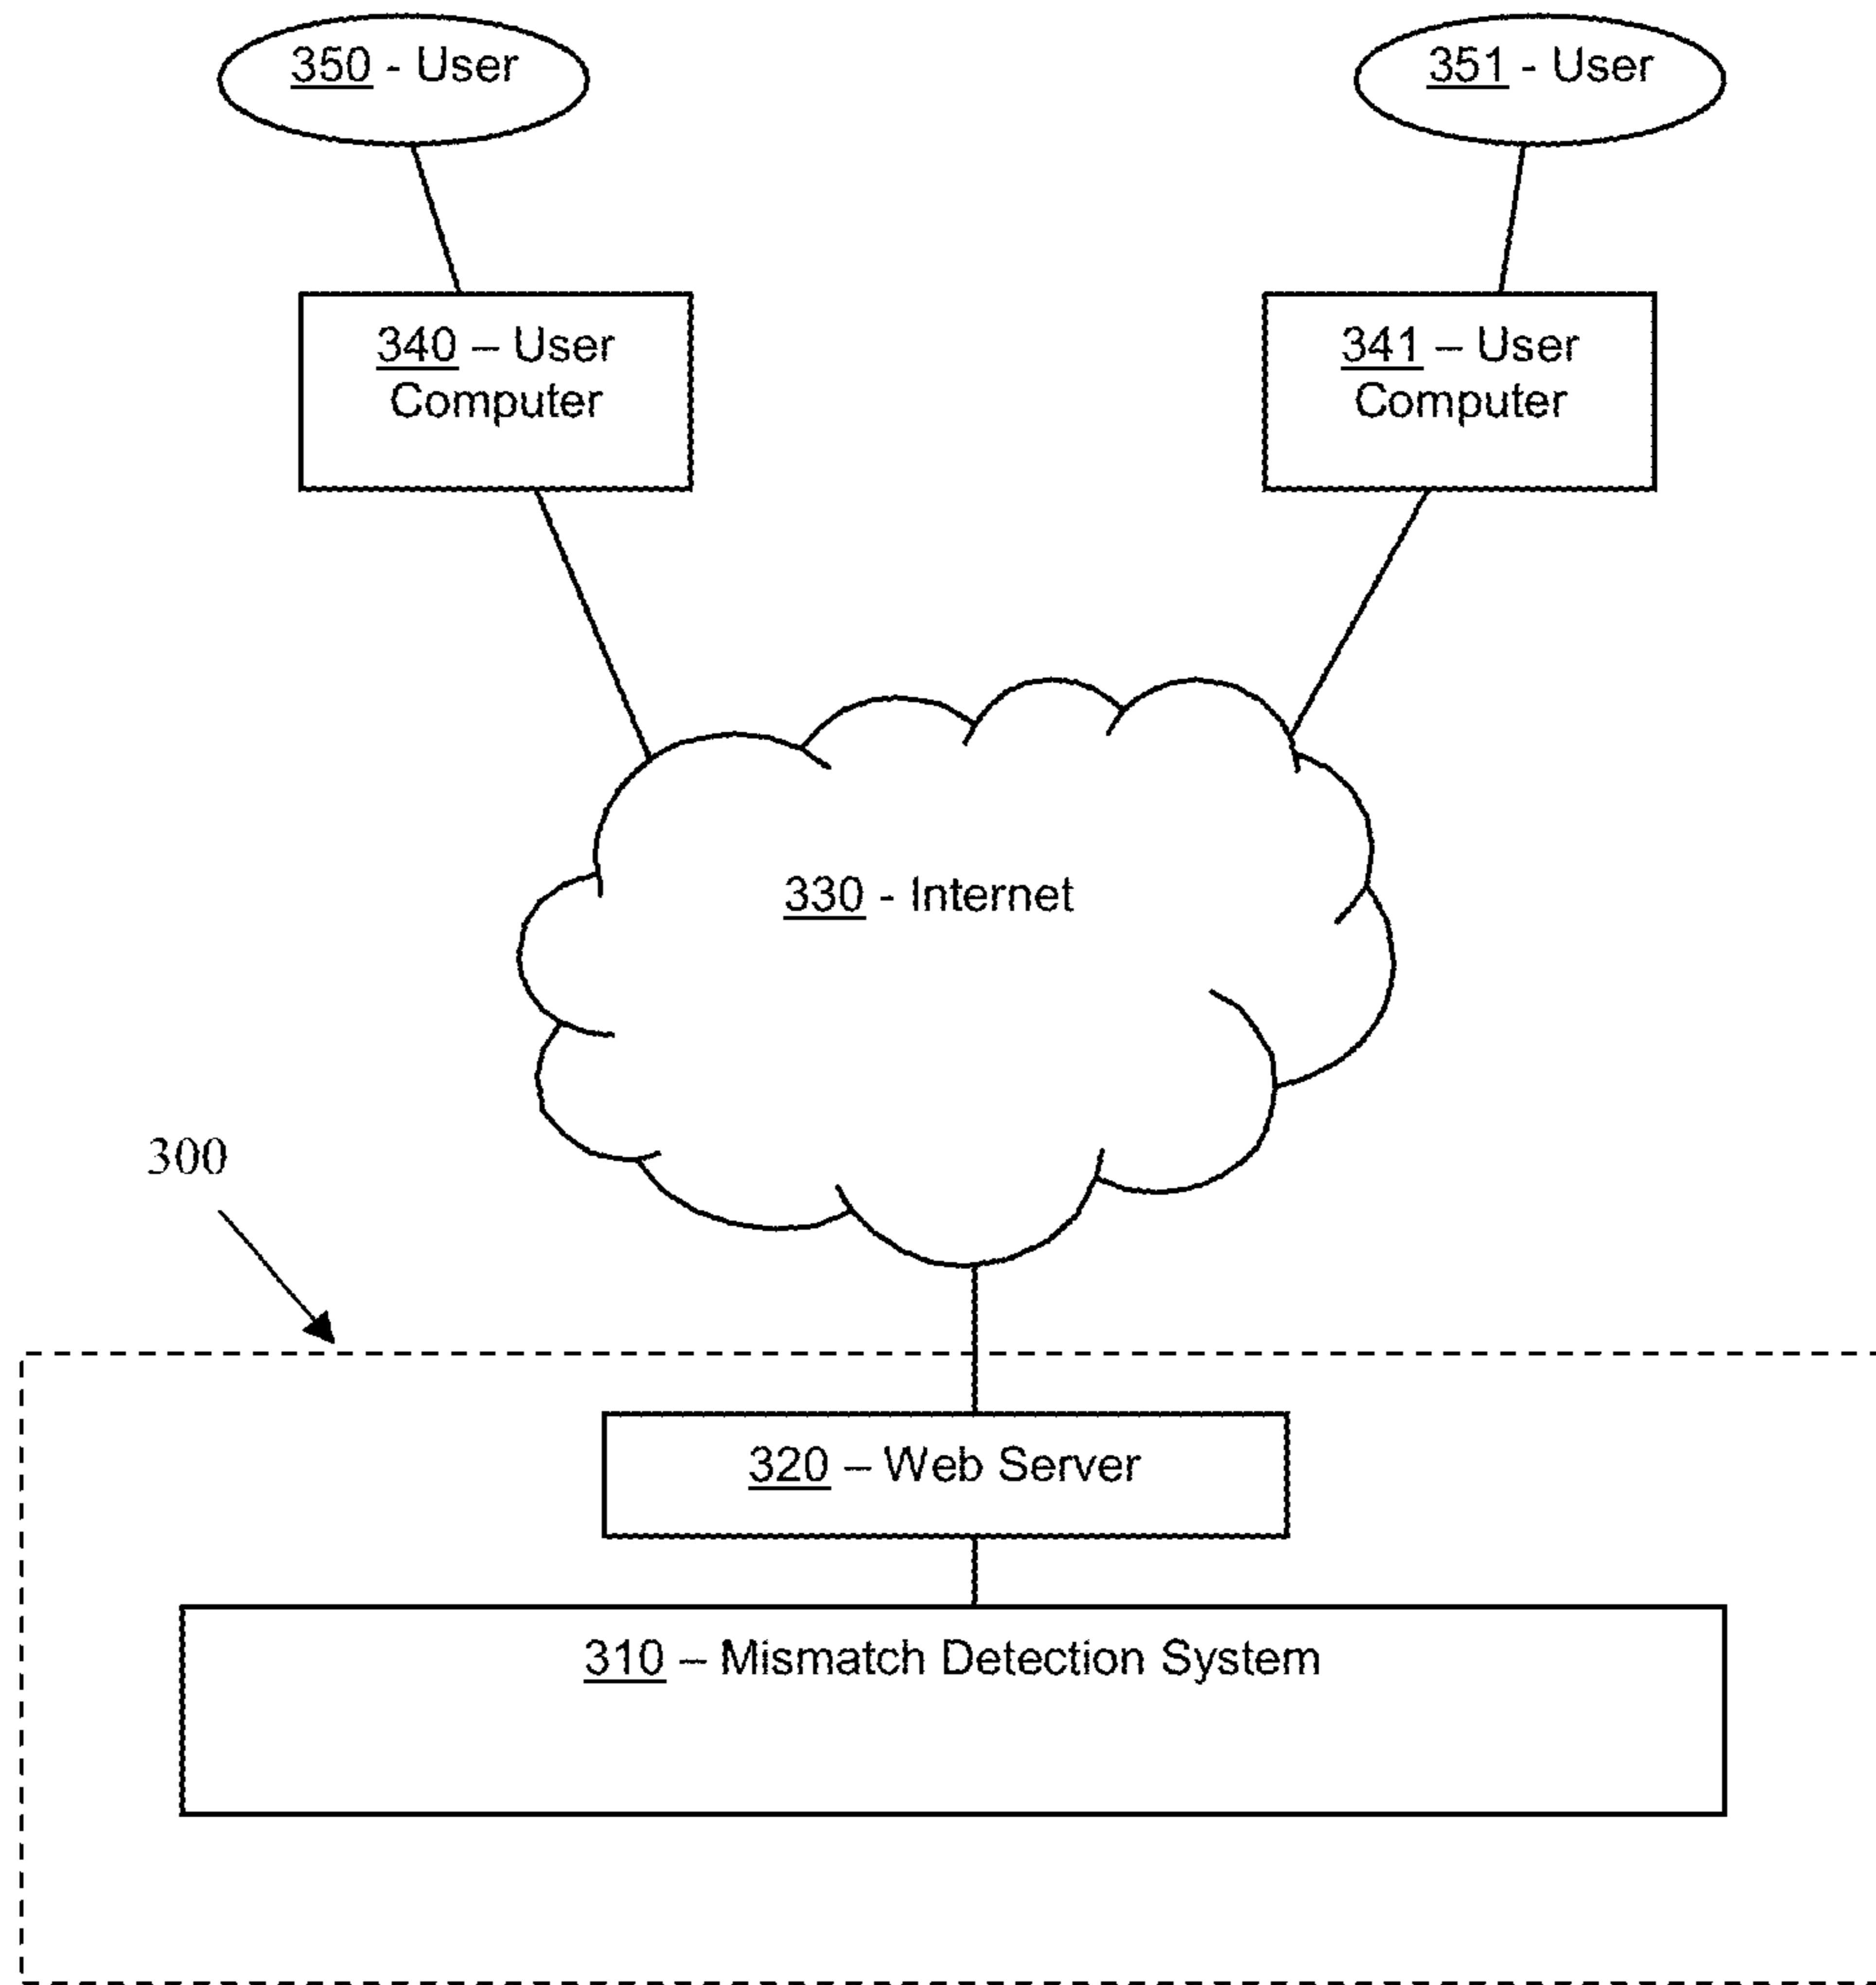 350 - User
351 - User
340 – User
Computer
341 – User
Computer
330 - Internet
300
320 – Web Server
310 – Mismatch Detection System